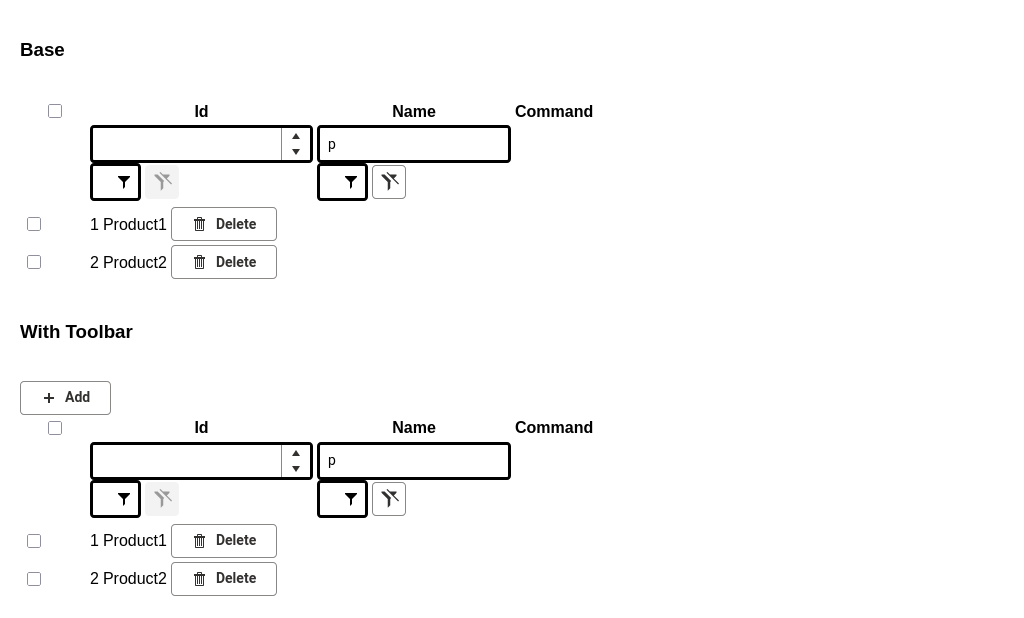 Base
Id Name Command
p
1 Product1 Delete
2 Product2 Delete
With Toolbar
Add
Id Name Command
p
1 Product1 Delete
2 Product2 Delete